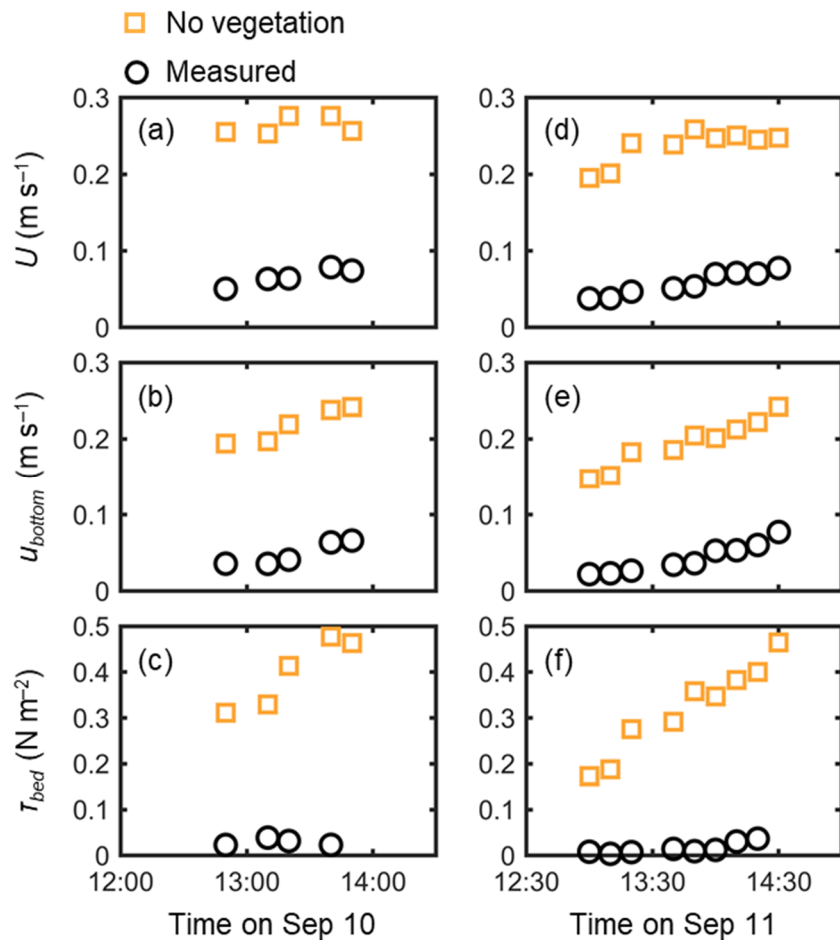 No vegetation
Measured
(a)
(d)
0.3
0.2
0.1
0
U (m s⁻¹)
0.3
0.2
0.1
0
(b)
(e)
0.3
0.2
0.1
0
u_bottom (m s⁻¹)
0.3
0.2
0.1
0
(c)
(f)
0.5
0.4
0.3
0.2
0.1
0
τ_bed (N m⁻²)
0.5
0.4
0.3
0.2
0.1
0
12:00 13:00 14:00
12:30 13:30 14:30
Time on Sep 10
Time on Sep 11